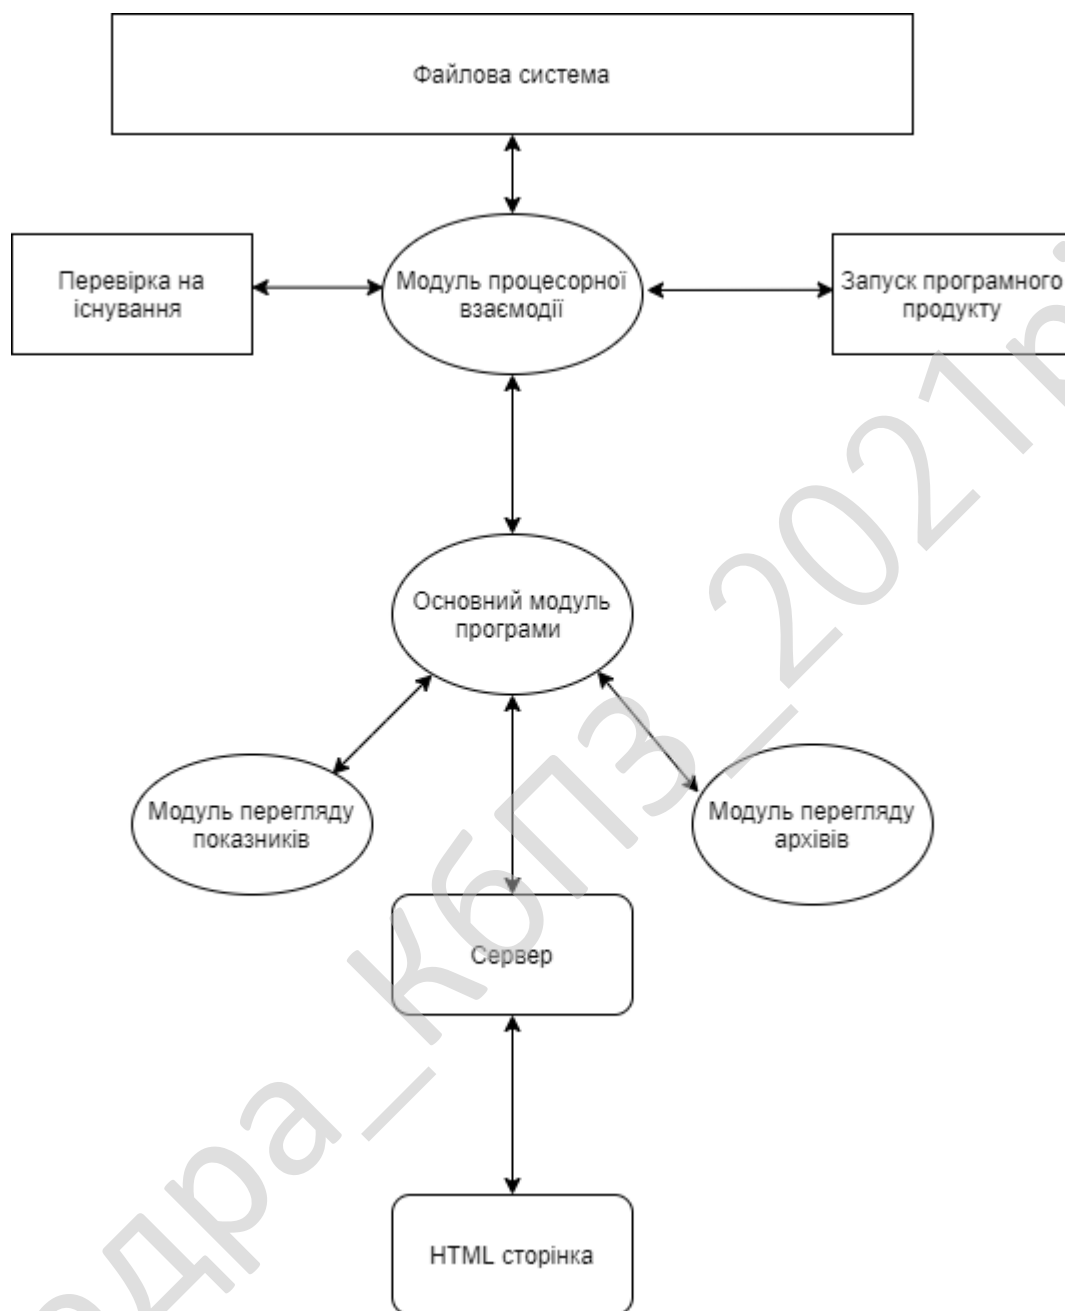 Файлова система
Перевірка на
існування
Модуль процесорної
взаємодії
Запуск програмного
продукту
Основний модуль
програми
Модуль перегляду
показників
Модуль перегляду
архівів
Сервер
HTML сторінка